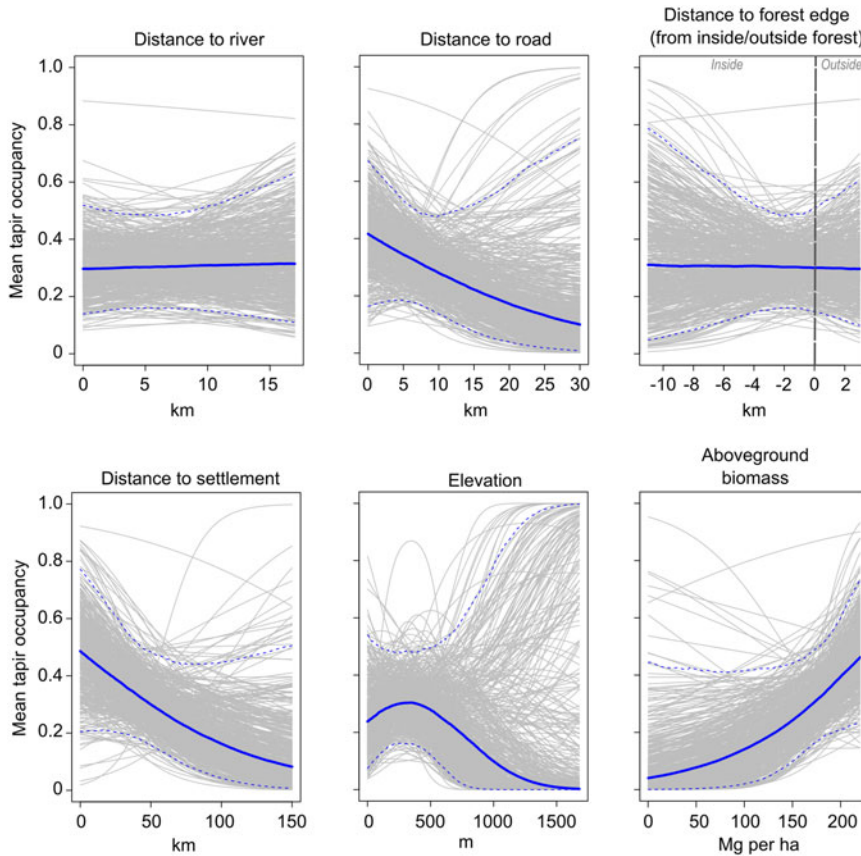 Distance to river
Distance to road
Distance to forest edge
(from inside/outside forest)
Inside
Outside
Mean tapir occupancy
1.0
0.8
0.6
0.4
0.2
0
0 5 10 15
km
0 5 10 15 20 25 30
km
-10 -8 -6 -4 -2 0 2
km
Distance to settlement
Elevation
Aboveground
biomass
Mean tapir occupancy
1.0
0.8
0.6
0.4
0.2
0
0 50 100 150
km
0 500 1000 1500
m
0 50 100 150 200
Mg per ha